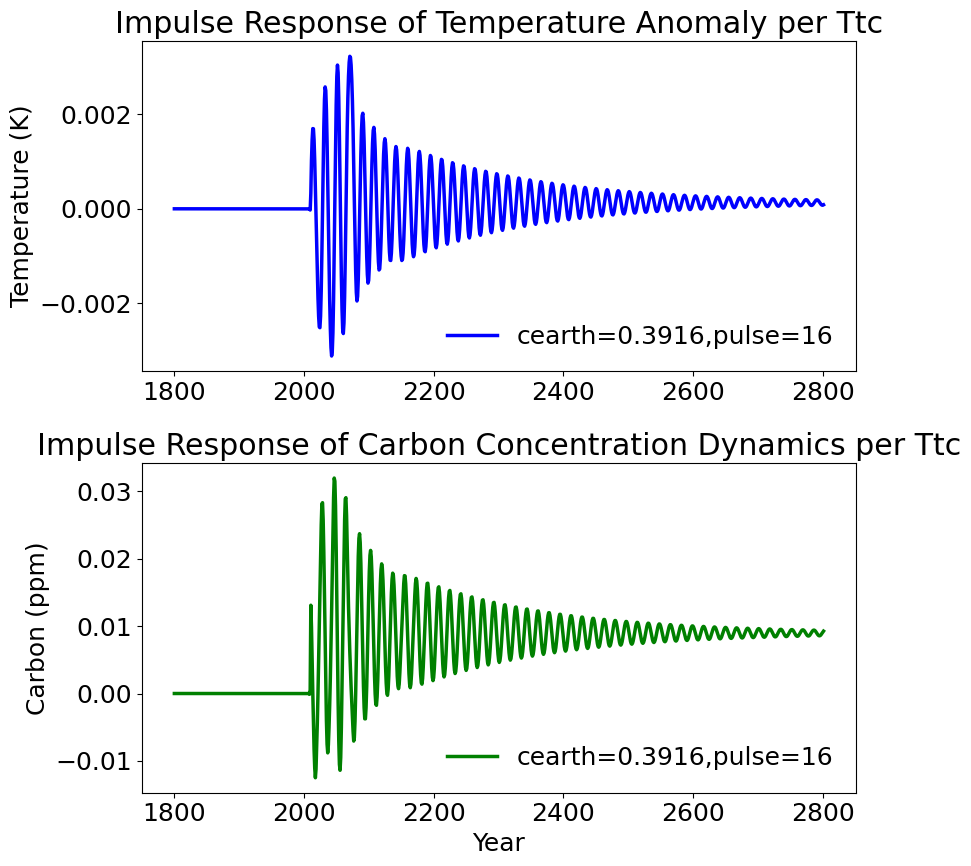 Impulse Response of Temperature Anomaly per Ttc
Temperature (K)
0.002
0.000
−0.002
cearth=0.3916,pulse=16
1800 2000 2200 2400 2600 2800
Impulse Response of Carbon Concentration Dynamics per Ttc
Carbon (ppm)
0.03
0.02
0.01
0.00
−0.01
cearth=0.3916,pulse=16
1800 2000 2200 2400 2600 2800
Year